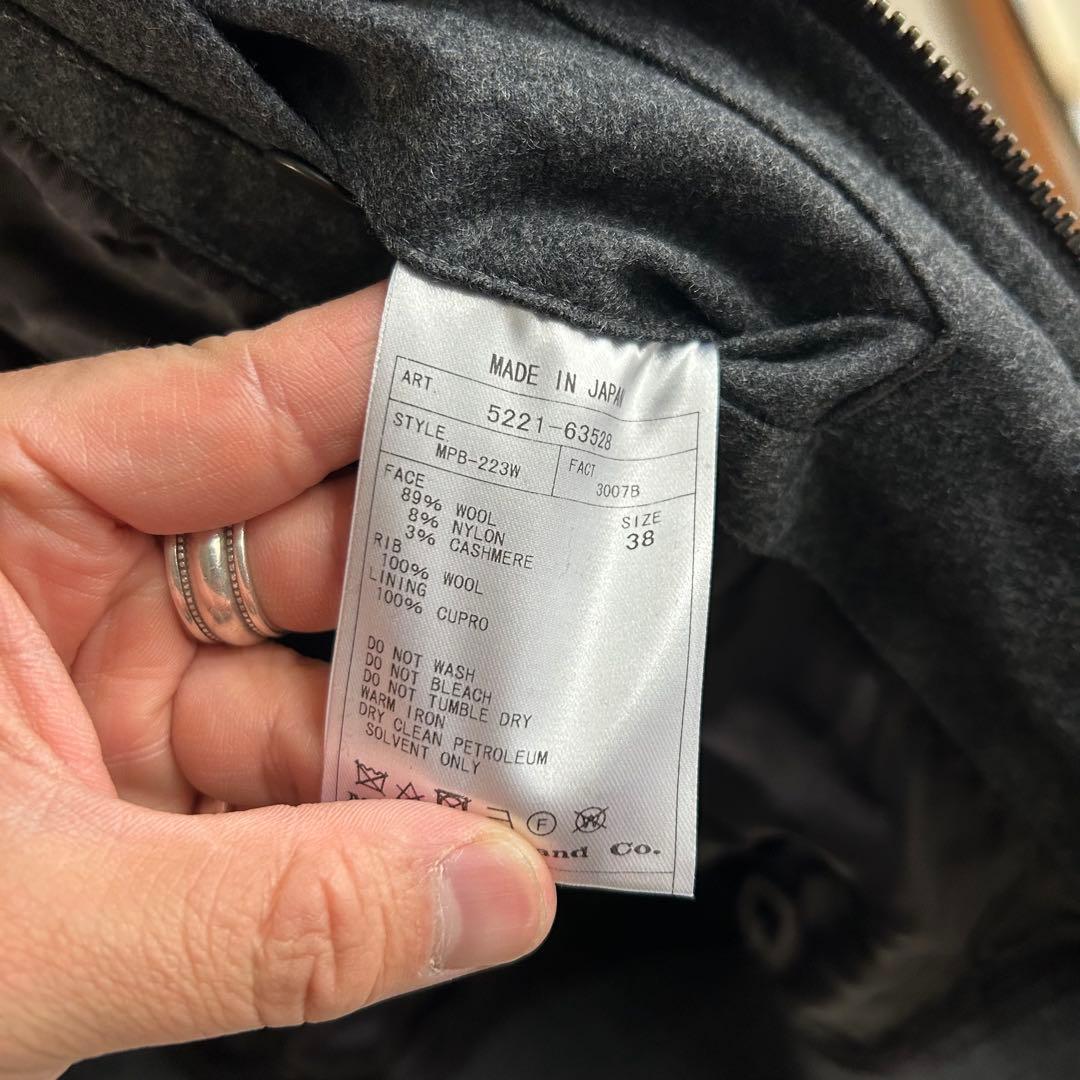 MADE IN JAPAN
ART. 5221-63528
STYLE MPB-223W
FACT 3007B
FACE
89% WOOL
8% NYLON
3% CASHMERE
SIZE
38
RIB
100% WOOL
LINING
100% CUPRO
DO NOT WASH
DO NOT BLEACH
DO NOT TUMBLE DRY
WARM IRON
DRY CLEAN PETROLEUM
SOLVENT ONLY
F W
and Co.